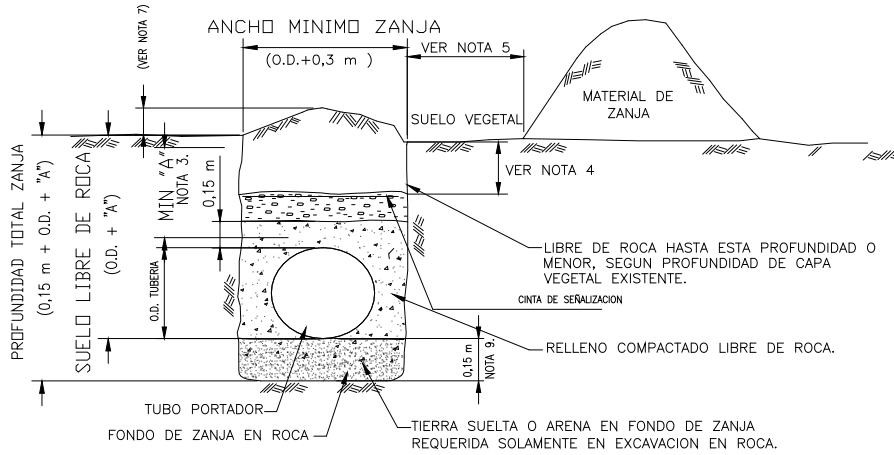 ANCHO MINIMO ZANJA
(O.D.+0,3 m )
(VER NOTA 7)
VER NOTA 5
MATERIAL DE
ZANJA
SUELO VEGETAL
VER NOTA 4
PROFUNDIDAD TOTAL ZANJA
(0,15 m + O.D. + "A")
SUELO LIBRE DE ROCA
(O.D. + "A")
MIN "A"
NOTA 3.
0,15 m
O.D. TUBERIA
LIBRE DE ROCA HASTA ESTA PROFUNDIDAD O
MENOR, SEGUN PROFUNDIDAD DE CAPA
VEGETAL EXISTENTE.
CINTA DE SEÑALIZACION
RELLENO COMPACTADO LIBRE DE ROCA.
0,15 m
NOTA 9.
TUBO PORTADOR
FONDO DE ZANJA EN ROCA
TIERRA SUELTA O ARENA EN FONDO DE ZANJA
REQUERIDA SOLAMENTE EN EXCAVACION EN ROCA.